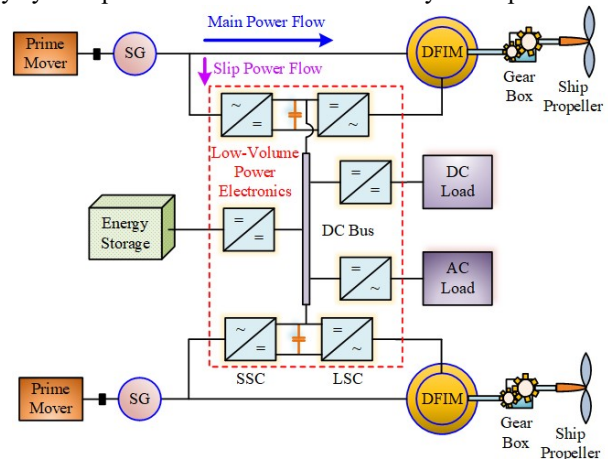 Main Power Flow
Prime
Mover
SG
DFIM
Slip Power Flow
Gear
Box
Ship
Propeller
~
=
=
~
Low-Volume
Power
Electronics
=
=
DC
Load
Energy
Storage
=
=
DC Bus
=
~
AC
Load
~
=
=
~
SSC
LSC
Prime
Mover
SG
DFIM
Gear
Box
Ship
Propeller